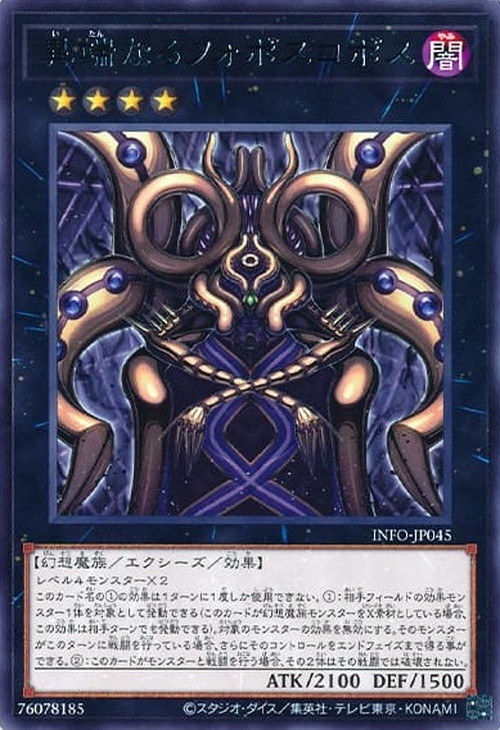 異端なるフォボスコボス
闇
INFO-JP045
【幻想魔族／エクシーズ／効果】
レベル4モンスター×2
このカード名の①の効果は1ターンに1度しか使用できない。①：相手フィールドの効果モン
スター1体を対象として発動できる(このカードが幻想魔族モンスターをX素材としている場合、
この効果は相手ターンでも発動できる)。対象のモンスターの効果を無効にする。そのモンスター
がこのターンに戦闘を行っている場合、さらにそのコントロールをエンドフェイズまで得る事が
できる。②：このカードがモンスターと戦闘を行う場合、その2体はその戦闘では破壊されない。
ATK/2100 DEF/1500
76078185
©スタジオ・ダイス／集英社・テレビ東京・KONAMI